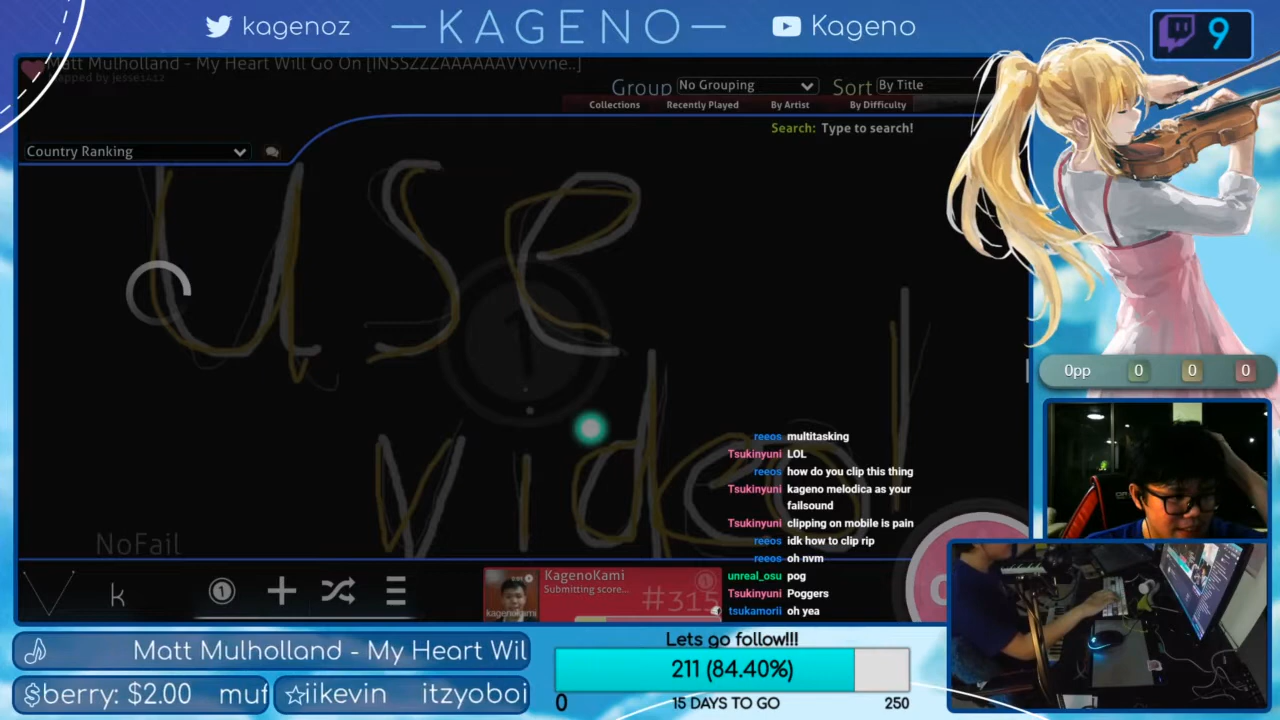 kagenoz
KAGENO
Kageno
9
Matt Mulholland - My Heart Will Go On [INSSZZZAAAAAAVVvvne..]
Mapped by jesse1412
Group No Grouping
Sort By Title
Collections
Recently Played
By Artist
By Difficulty
Search: Type to search!
Country Ranking
use
video!
0pp 0 0 0
reeos multitasking
Tsukinyuni LOL
reeos how do you clip this thing
Tsukinyuni kageno melodica as your
failsound
Tsukinyuni clipping on mobile is pain
reeos idk how to clip rip
reeos oh nvm
unreal_osu pog
Tsukinyuni Poggers
tsukamorii oh yea
NoFail
k
KagenoKami
Submitting score...
#315
kagenokami
Matt Mulholland - My Heart Wil
$berry: $2.00 muf
iikevin itzyoboi
Lets go follow!!!
211 (84.40%)
0
15 DAYS TO GO
250